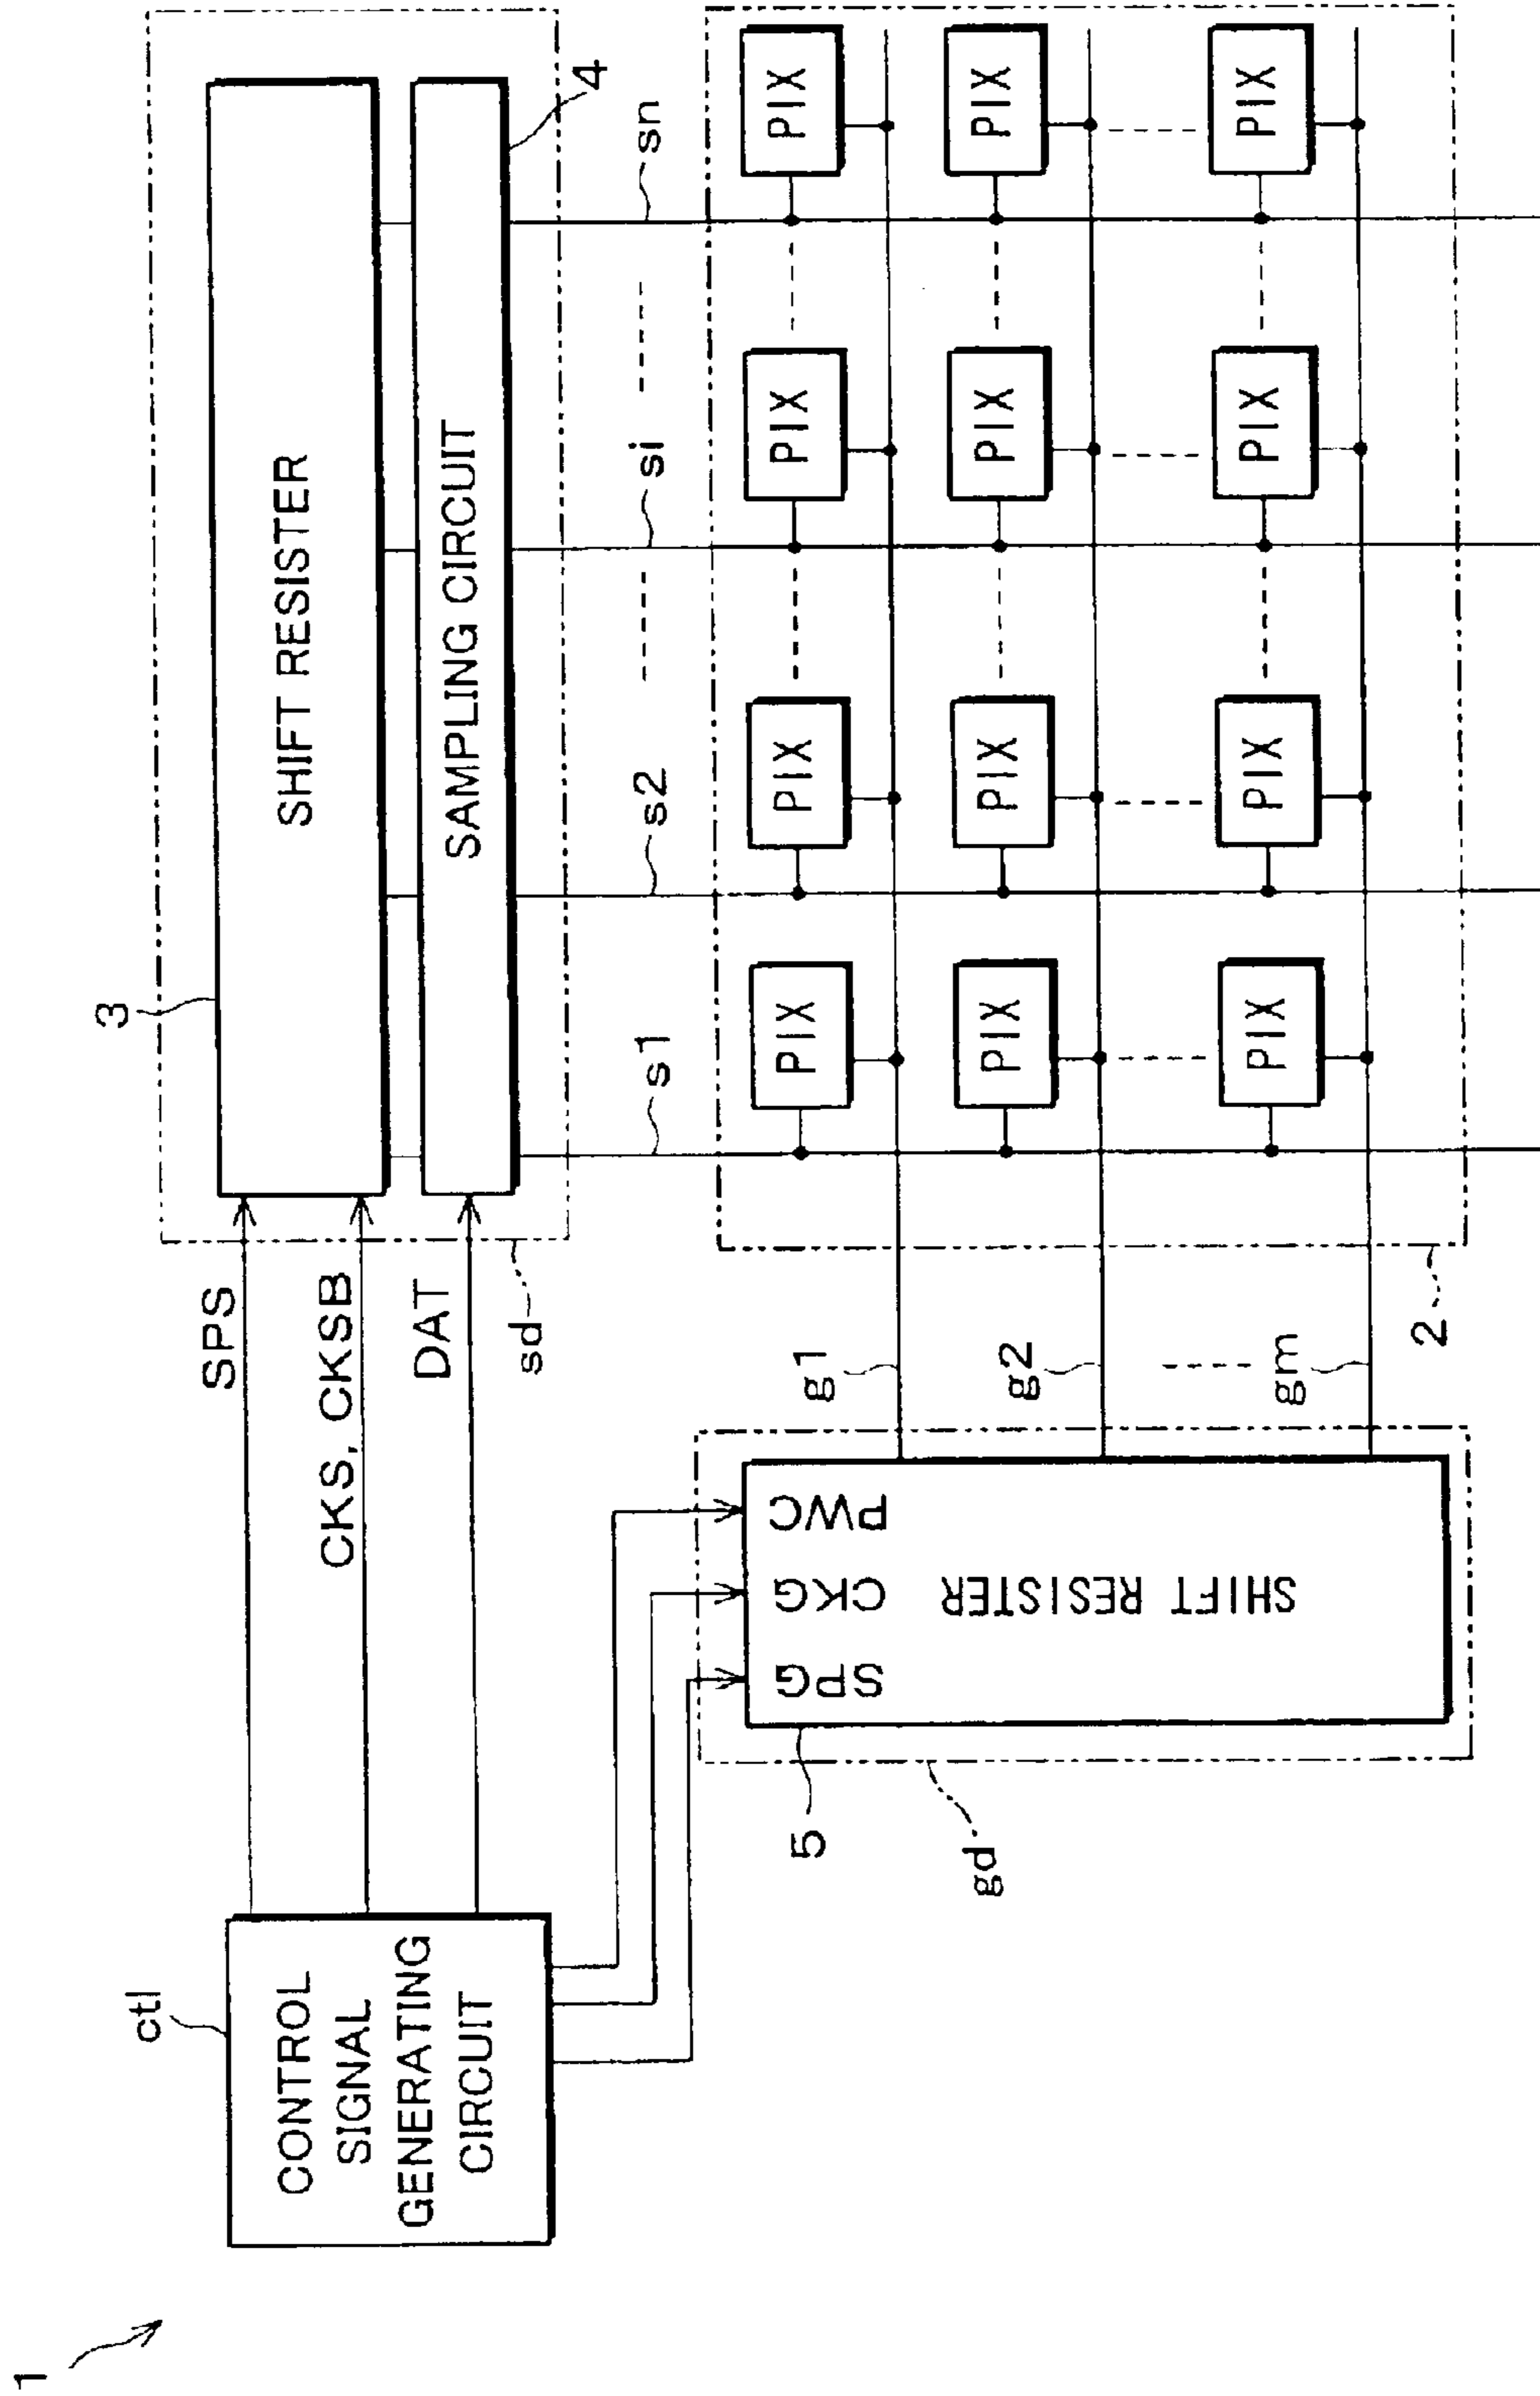 1
ctl
CONTROL
SIGNAL
GENERATING
CIRCUIT
SPS
CKS, CKSB
DAT
sd
3
SHIFT RESISTER
SAMPLING CIRCUIT
4
s1
s2
si
sn
5
gd
SPG
CKG
PWC
SHIFT RESISTER
g1
g2
gm
2
PIX
PIX
PIX
PIX
PIX
PIX
PIX
PIX
PIX
PIX
PIX
PIX